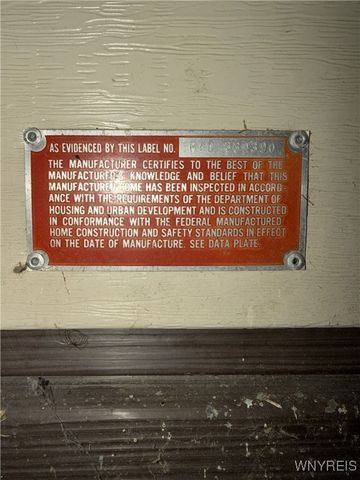 AS EVIDENCED BY THIS LABEL NO.
THE MANUFACTURER CERTIFIES TO THE BEST OF THE
MANUFACTURER'S KNOWLEDGE AND BELIEF THAT THIS
MANUFACTURED HOME HAS BEEN INSPECTED IN ACCORD-
ANCE WITH THE REQUIREMENTS OF THE DEPARTMENT OF
HOUSING AND URBAN DEVELOPMENT AND IS CONSTRUCTED
IN CONFORMANCE WITH THE FEDERAL MANUFACTURED
HOME CONSTRUCTION AND SAFETY STANDARDS IN EFFECT
ON THE DATE OF MANUFACTURE. SEE DATA PLATE.
WNYREIS